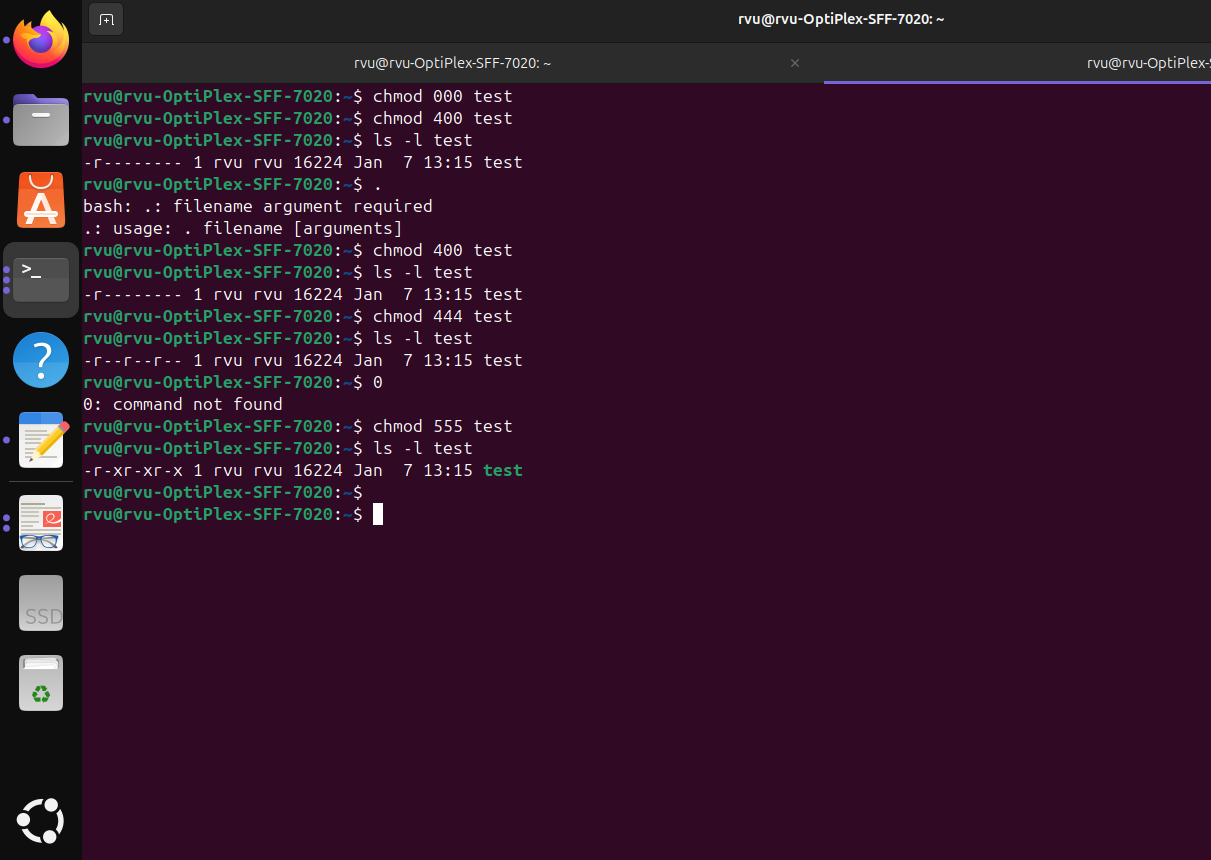 rvu@rvu-OptiPlex-SFF-7020: ~
rvu@rvu-OptiPlex-SFF-7020: ~ × rvu@rvu-OptiPlex-S
rvu@rvu-OptiPlex-SFF-7020:~$ chmod 000 test
rvu@rvu-OptiPlex-SFF-7020:~$ chmod 400 test
rvu@rvu-OptiPlex-SFF-7020:~$ ls -l test
-r-------- 1 rvu rvu 16224 Jan  7 13:15 test
rvu@rvu-OptiPlex-SFF-7020:~$ .
bash: .: filename argument required
.: usage: . filename [arguments]
rvu@rvu-OptiPlex-SFF-7020:~$ chmod 400 test
rvu@rvu-OptiPlex-SFF-7020:~$ ls -l test
-r-------- 1 rvu rvu 16224 Jan  7 13:15 test
rvu@rvu-OptiPlex-SFF-7020:~$ chmod 444 test
rvu@rvu-OptiPlex-SFF-7020:~$ ls -l test
-r--r--r-- 1 rvu rvu 16224 Jan  7 13:15 test
rvu@rvu-OptiPlex-SFF-7020:~$ 0
0: command not found
rvu@rvu-OptiPlex-SFF-7020:~$ chmod 555 test
rvu@rvu-OptiPlex-SFF-7020:~$ ls -l test
-r-xr-xr-x 1 rvu rvu 16224 Jan  7 13:15 test
rvu@rvu-OptiPlex-SFF-7020:~$
rvu@rvu-OptiPlex-SFF-7020:~$
>_
?
SSD